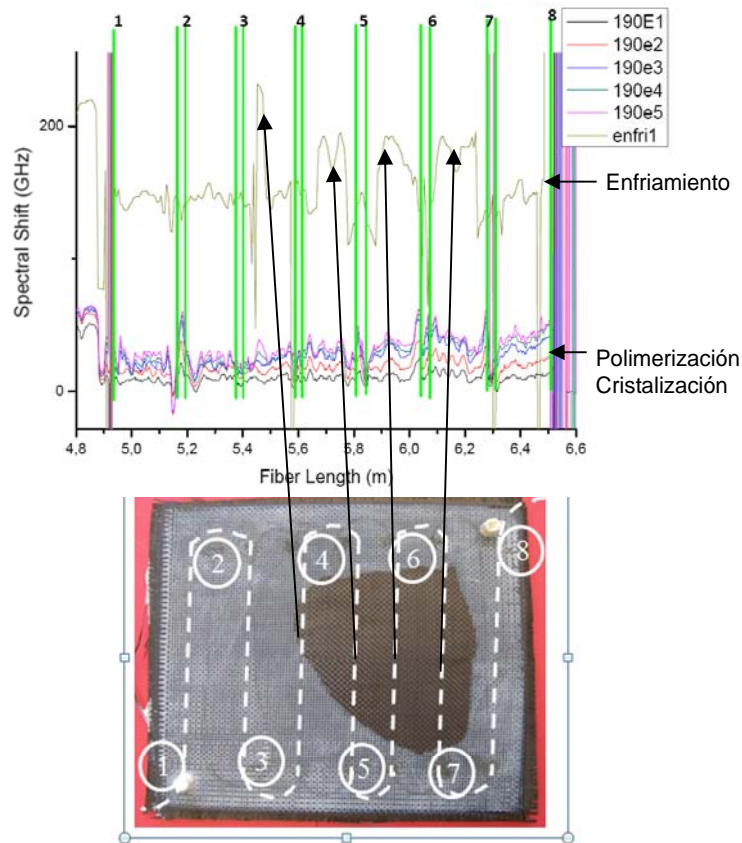 1 2 3 4 5 6 7 8
190E1
190e2
190e3
190e4
190e5
enfri1
200
0
Spectral Shift (GHz)
Enfriamiento
Polimerización
Cristalización
4,8 5,0 5,2 5,4 5,6 5,8 6,0 6,2 6,4 6,6
Fiber Length (m)
2 4 6 8
1 3 5 7